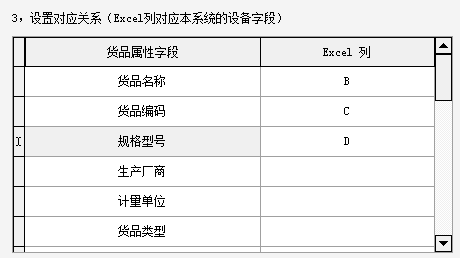 3，设置对应关系（Excel列对应本系统的设备字段）
货品属性字段 Excel 列
货品名称 B
货品编码 C
规格型号 D
生产厂商
计量单位
货品类型